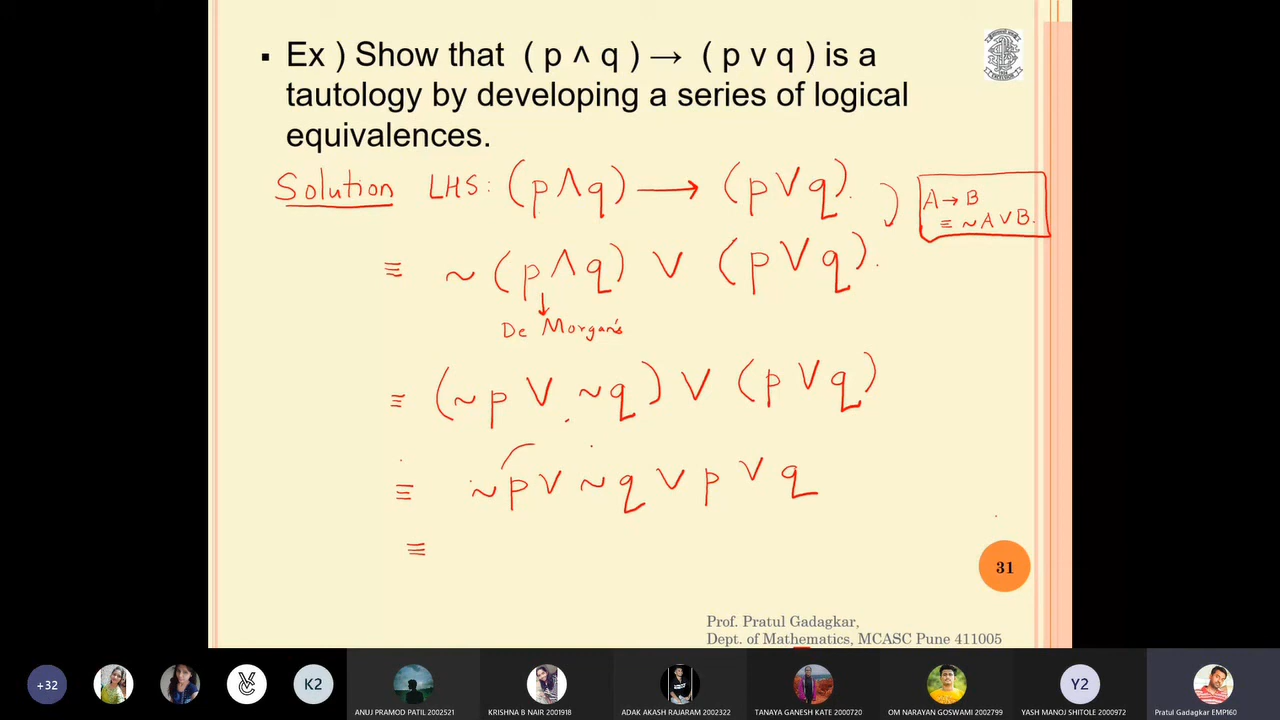 ▪ Ex ) Show that ( p ∧ q ) → ( p v q ) is a
tautology by developing a series of logical
equivalences.
Solution LHS: (p ∧ q) ⟶ (p ∨ q).
A → B
≡ ~A ∨ B.
≡ ~ (p ∧ q) ∨ (p ∨ q).
De Morgan's
≡ (~p ∨ ~q) ∨ (p ∨ q)
≡ ~p ∨ ~q ∨ p ∨ q
≡
31
Prof. Pratul Gadagkar,
Dept. of Mathematics, MCASC Pune 411005
+32
K2
Y2
ANUJ PRAMOD PATIL 2002521
KRISHNA B NAIR 2001918
ADAK AKASH RAJARAM 2002322
TANAYA GANESH KATE 2000720
OM NARAYAN GOSWAMI 2002799
YASH MANOJ SHITOLE 2000972
Pratul Gadagkar EMP160